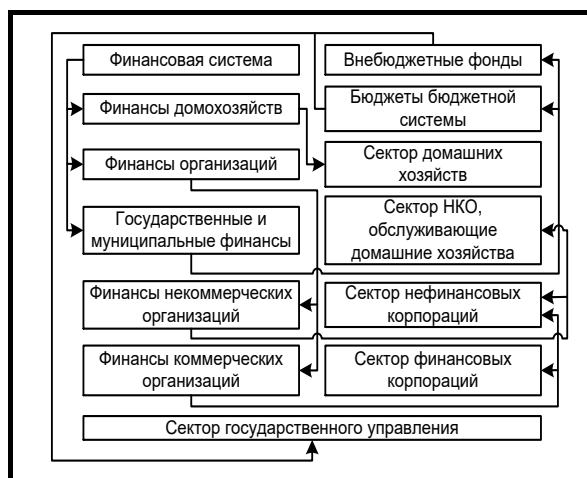 Финансовая система
Внебюджетные фонды
Финансы домохозяйств
Бюджеты бюджетной
системы
Финансы организаций
Сектор домашних
хозяйств
Государственные и
муниципальные финансы
Сектор НКО,
обслуживающие
домашние хозяйства
Финансы некоммерческих
организаций
Сектор нефинансовых
корпораций
Финансы коммерческих
организаций
Сектор финансовых
корпораций
Сектор государственного управления